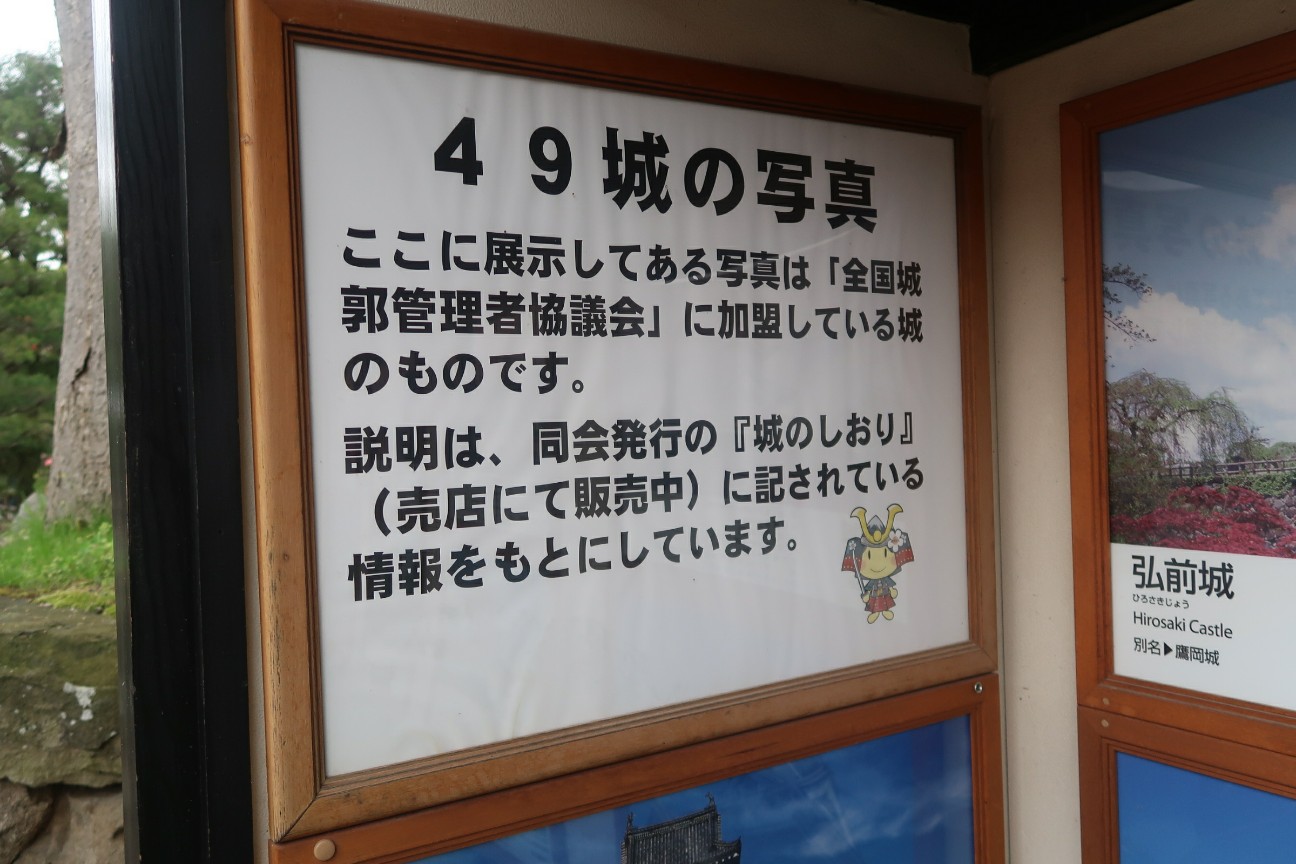 ４９城の写真
ここに展示してある写真は「全国城
郭管理者協議会」に加盟している城
のものです。
説明は、同会発行の『城のしおり』
（売店にて販売中）に記されている
情報をもとにしています。
弘前城
ひろさきじょう
Hirosaki Castle
別名▶鷹岡城